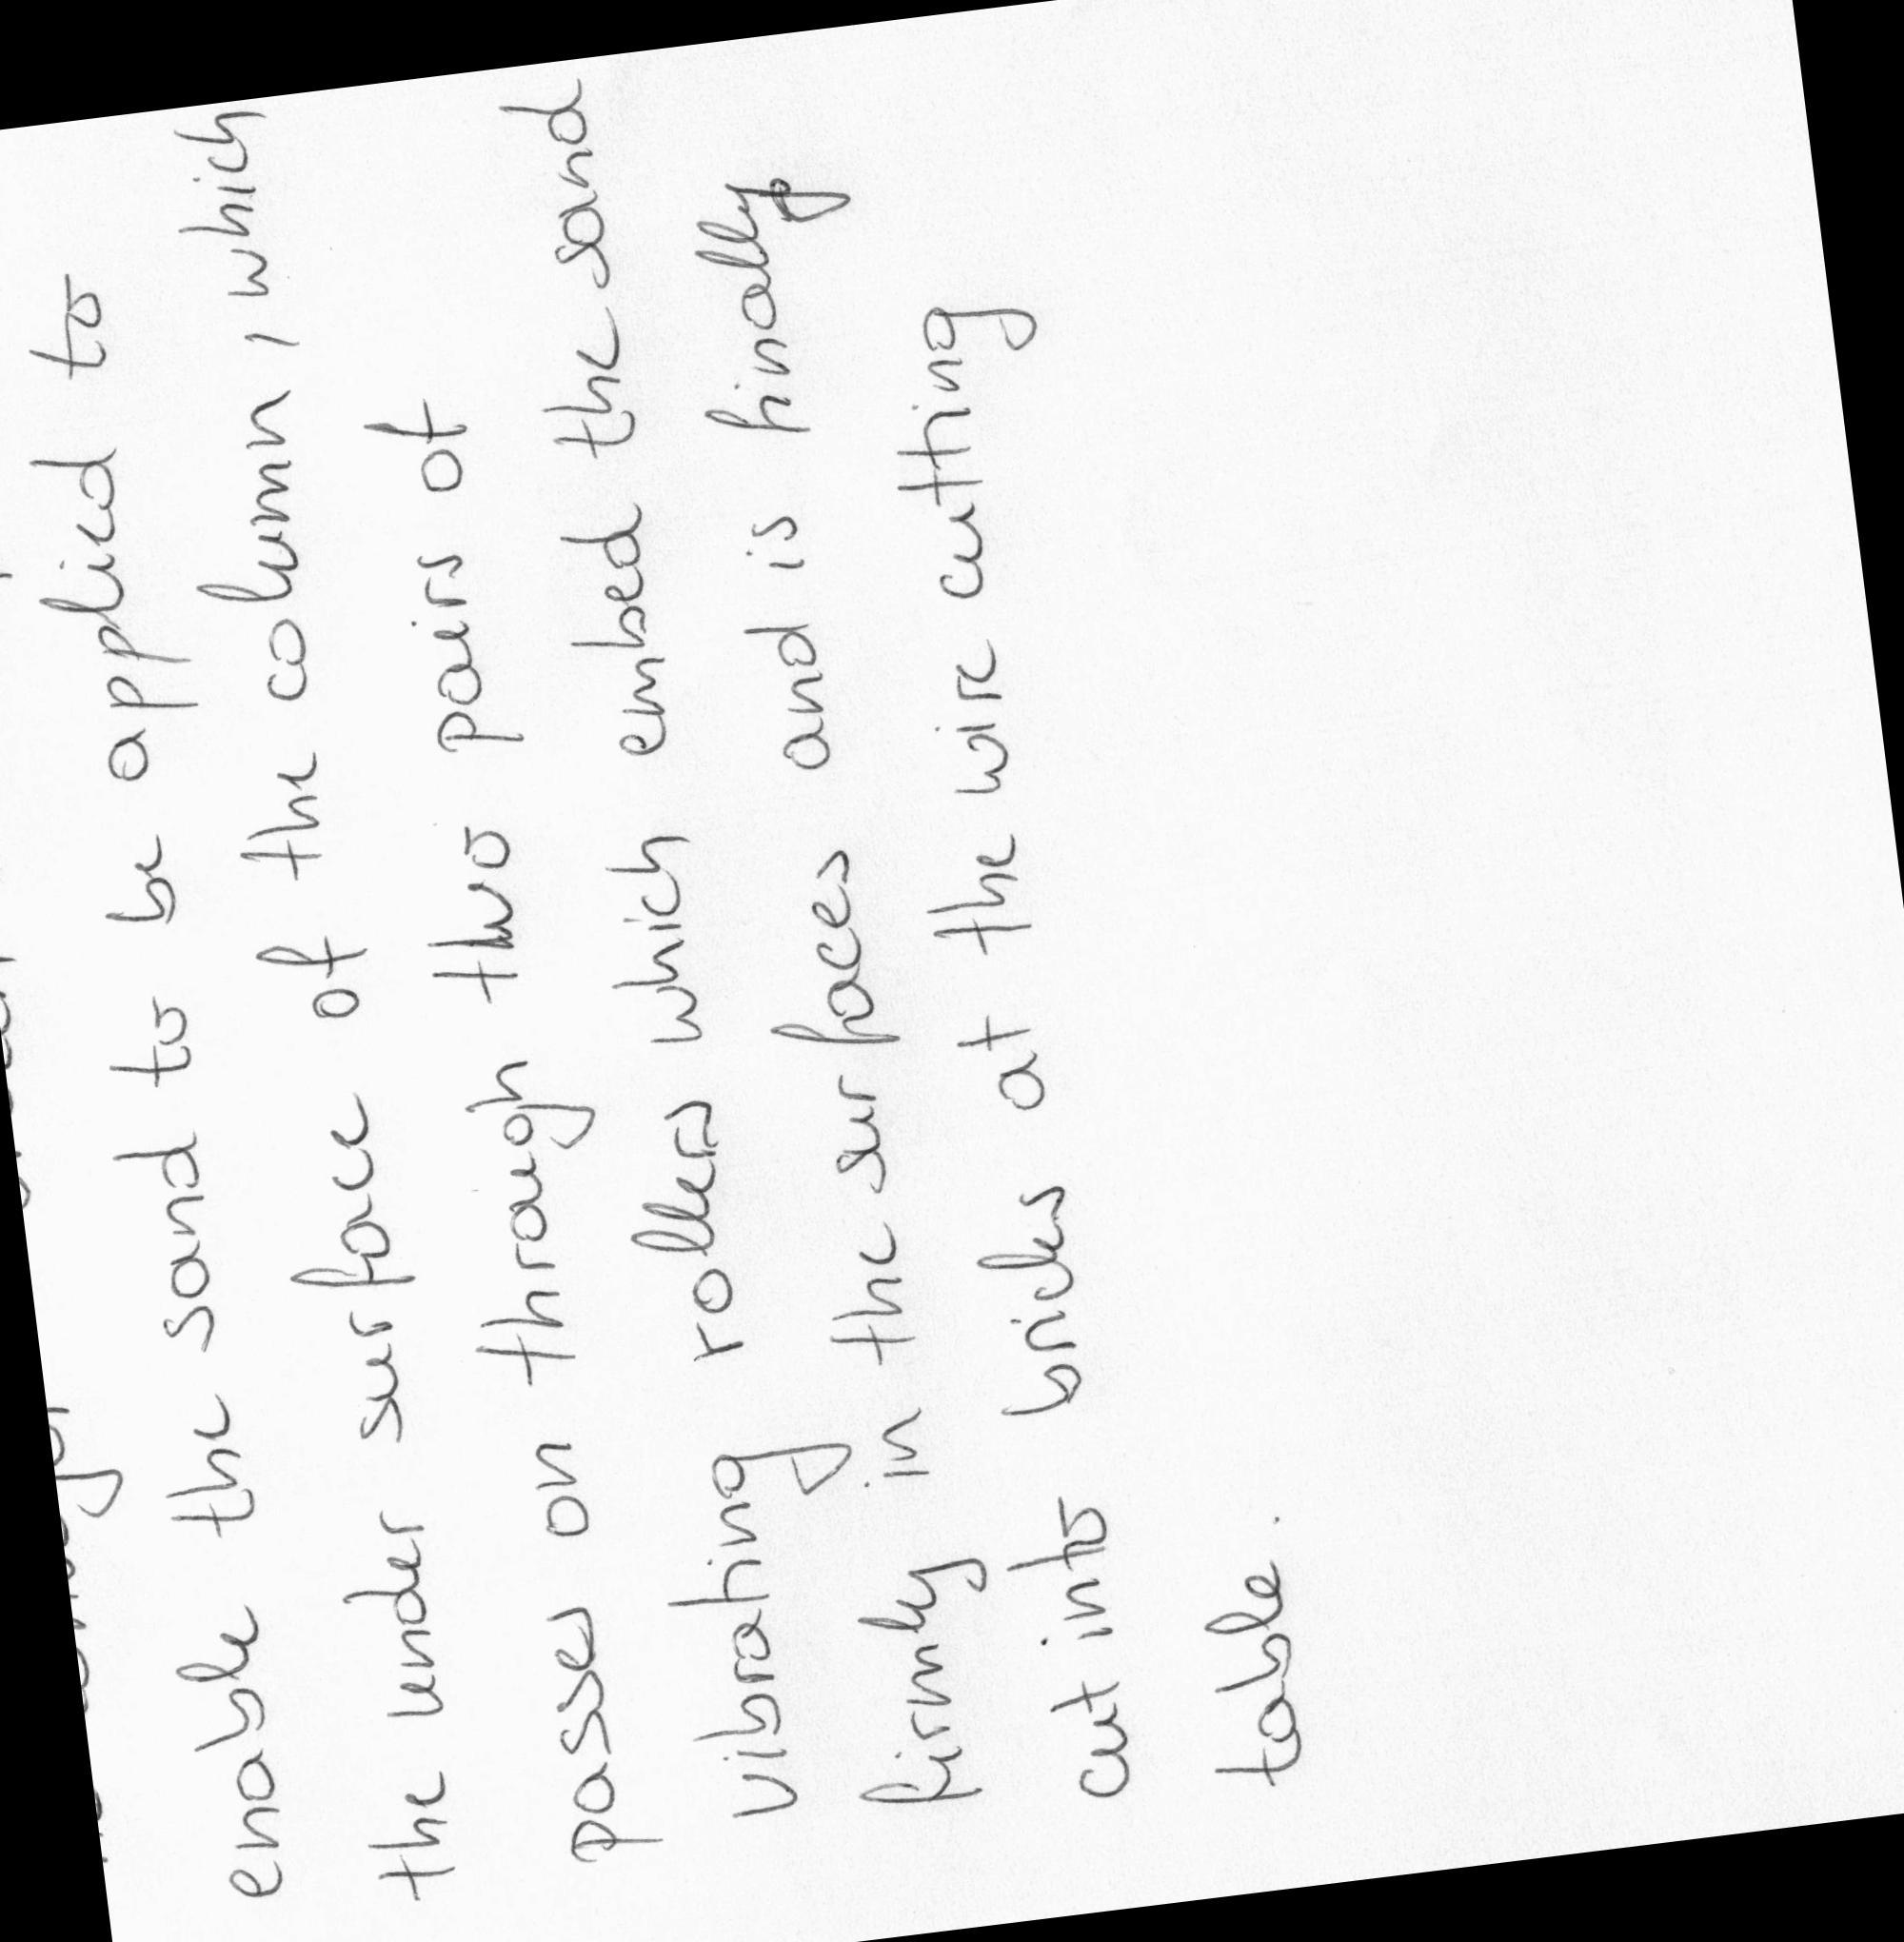 enable the sand to be applied to
the under surface of the column, which
passes on through two pairs of
vibrating rollers which embed the sand
firmly in the surfaces and is finally
cut into bricks at the wire cutting
table.